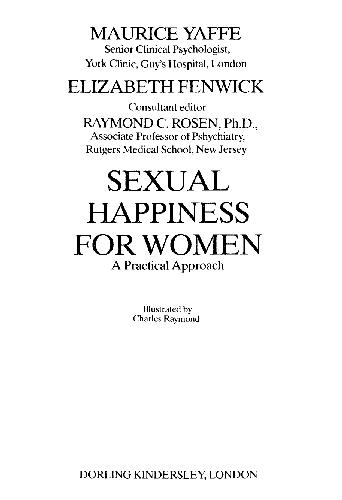 MAURICE YAFFE
Senior Clinical Psychologist,
York Clinic, Guy's Hospital, London
ELIZABETH FENWICK
Consultant editor
RAYMOND C. ROSEN, Ph.D.,
Associate Professor of Pshychiatry,
Rutgers Medical School, New Jersey
SEXUAL
HAPPINESS
FOR WOMEN
A Practical Approach
Illustrated by
Charles Raymond
DORLING KINDERSLEY, LONDON